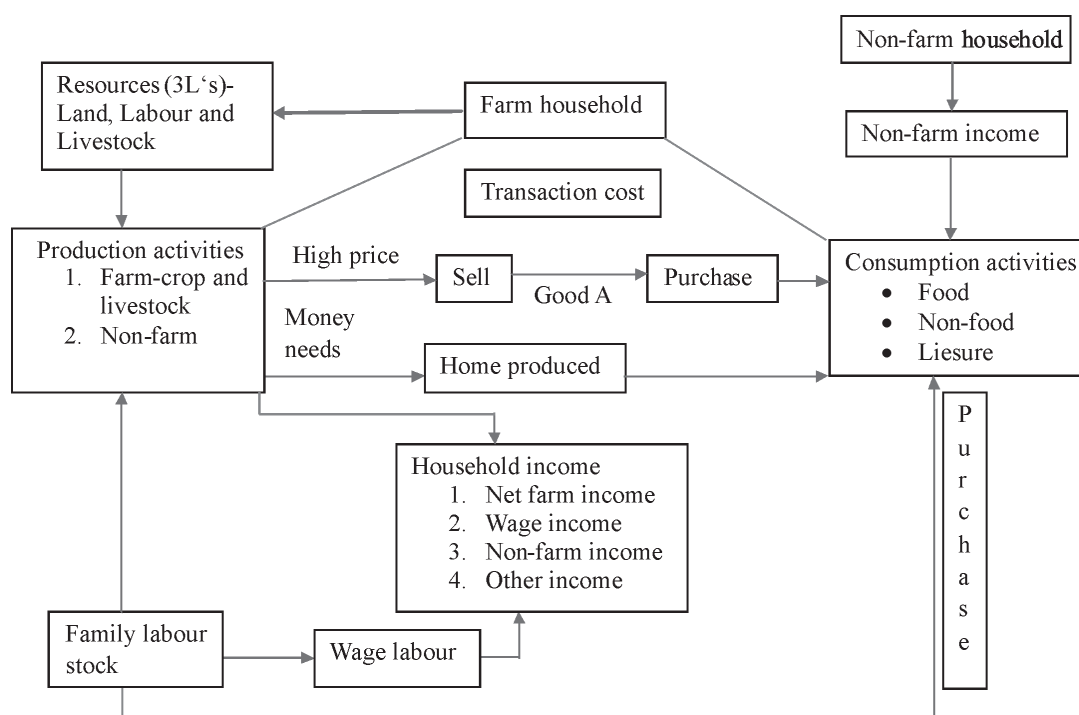 Non-farm household
Resources (3L‘s)-
Land, Labour and
Livestock
Farm household
Non-farm income
Transaction cost
Production activities
1. Farm-crop and
livestock
2. Non-farm
High price
Sell
Good A
Purchase
Consumption activities
• Food
• Non-food
• Liesure
Money
needs
Home produced
Purchase
Household income
1. Net farm income
2. Wage income
3. Non-farm income
4. Other income
Family labour
stock
Wage labour